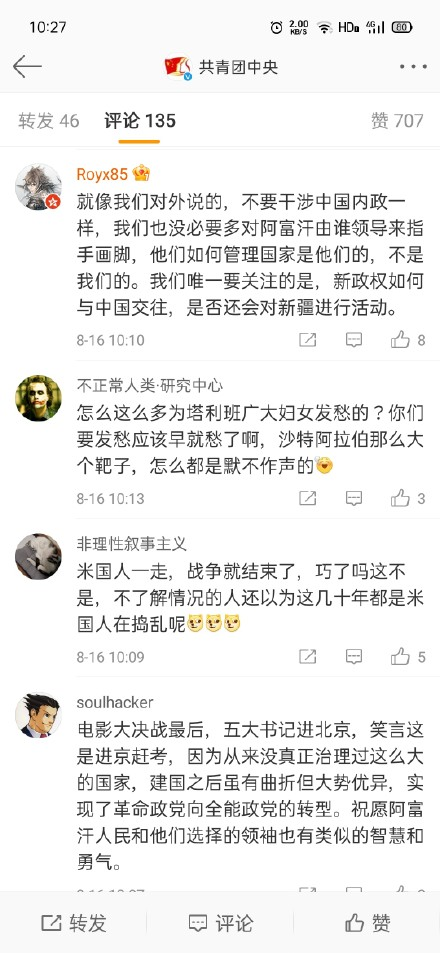 10:27
2.00 KB/S HD 4G 80
共青团中央
转发 46 评论 135 赞 707
Royx85
就像我们对外说的，不要干涉中国内政一
样，我们也没必要多对阿富汗由谁领导来指
手画脚，他们如何管理国家是他们的，不是
我们的。我们唯一要关注的是，新政权如何
与中国交往，是否还会对新疆进行活动。
8-16 10:10 8
不正常人类·研究中心
怎么这么多为塔利班广大妇女发愁的？你们
要发愁应该早就愁了啊，沙特阿拉伯那么大
个靶子，怎么都是默不作声的
8-16 10:13 3
非理性叙事主义
米国人一走，战争就结束了，巧了吗这不
是，不了解情况的人还以为这几十年都是米
国人在捣乱呢
8-16 10:09 5
soulhacker
电影大决战最后，五大书记进北京，笑言这
是进京赶考，因为从来没真正治理过这么大
的国家，建国之后虽有曲折但大势优异，实
现了革命政党向全能政党的转型。祝愿阿富
汗人民和他们选择的领袖也有类似的智慧和
勇气。
转发 评论 赞